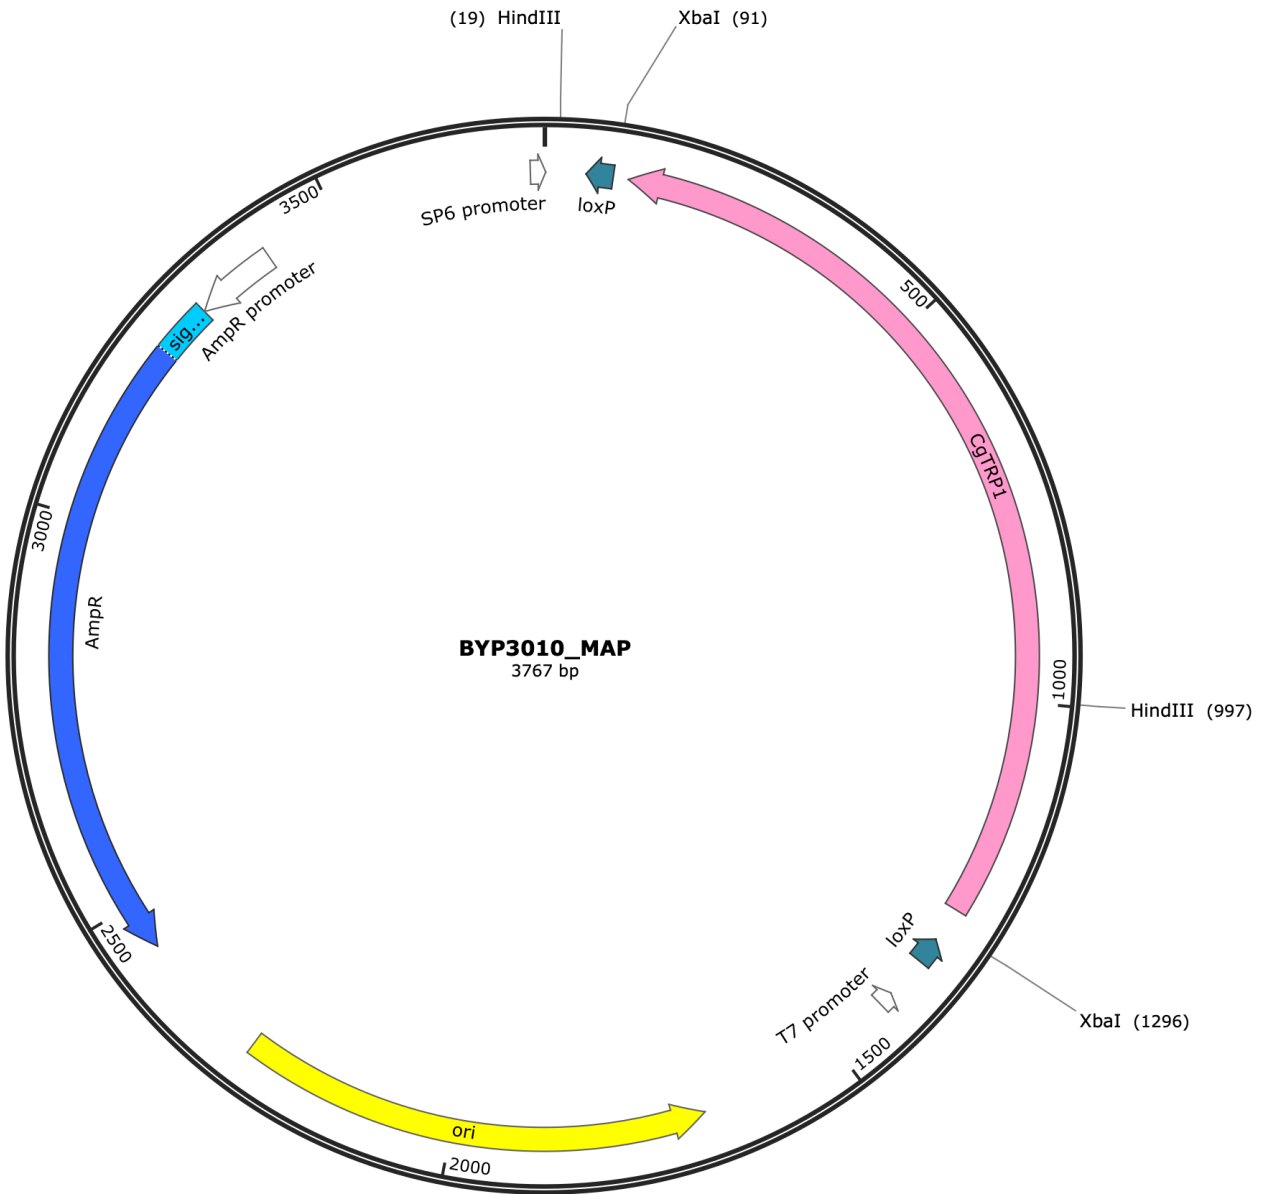 (19) HindIII
XbaI (91)
SP6 promoter
loxP
3500
500
AmpR promoter
sig...
CgTRP1
3000
AmpR
BYP3010_MAP
3767 bp
1000
HindIII (997)
loxP
2500
T7 promoter
XbaI (1296)
1500
ori
2000